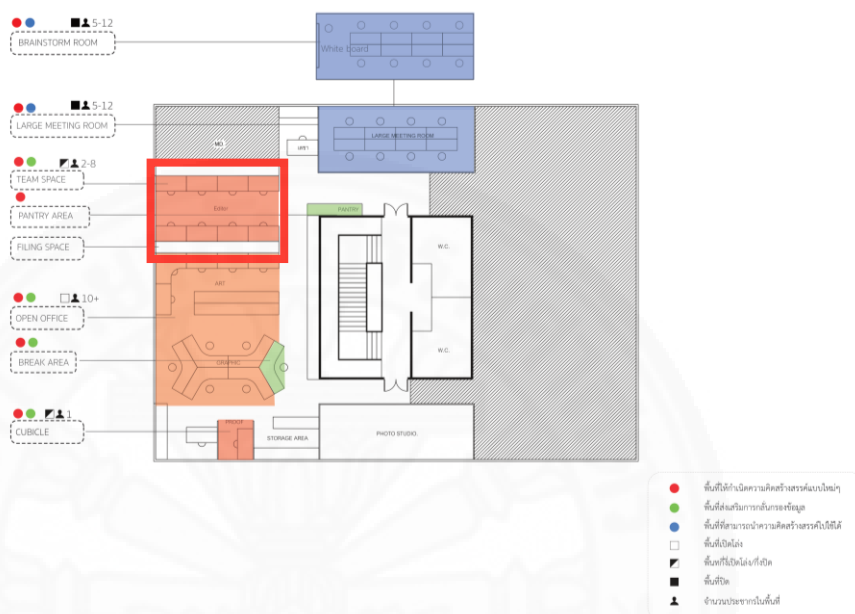 5-12
BRAINSTORM ROOM
White board
5-12
LARGE MEETING ROOM
LARGE MEETING ROOM
MO.
2-8
TEAM SPACE
Editor
PANTRY AREA
PANTRY
FILING SPACE
W.C.
ART
10+
OPEN OFFICE
BREAK AREA
GRAPHIC
W.C.
1
CUBICLE
PROOF
STORAGE AREA
PHOTO STUDIO
พื้นที่ให้กำเนิดความคิดสร้างสรรค์แบบใหม่ๆ
พื้นที่ส่งเสริมการกลั่นกรองข้อมูล
พื้นที่ที่สามารถนำความคิดสร้างสรรค์ไปใช้ได้
พื้นที่เปิดโล่ง
พื้นที่กึ่งเปิดโล่ง/กึ่งปิด
พื้นที่ปิด
จำนวนประชากรในพื้นที่